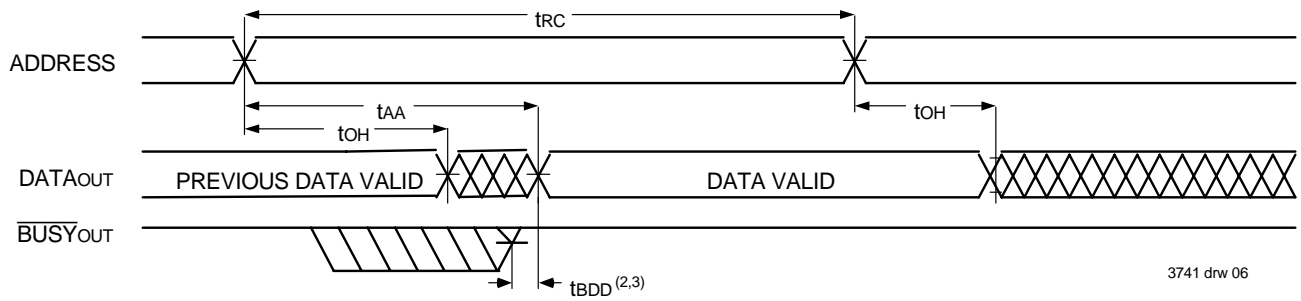 tRC
ADDRESS
tAA
tOH
tOH
DATAOUT
PREVIOUS DATA VALID
DATA VALID
BUSYOUT
tBDD (2,3)
3741 drw 06